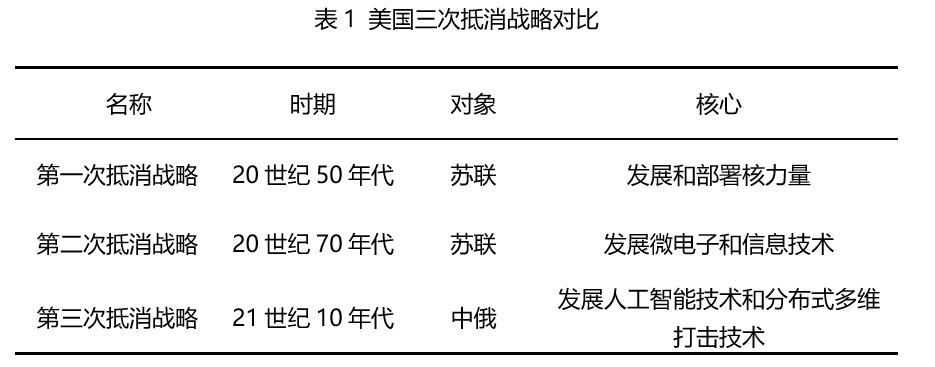 表 1 美国三次抵消战略对比
名称 时期 对象 核心
第一次抵消战略 20 世纪 50 年代 苏联 发展和部署核力量
第二次抵消战略 20 世纪 70 年代 苏联 发展微电子和信息技术
第三次抵消战略 21 世纪 10 年代 中俄 发展人工智能技术和分布式多维
打击技术